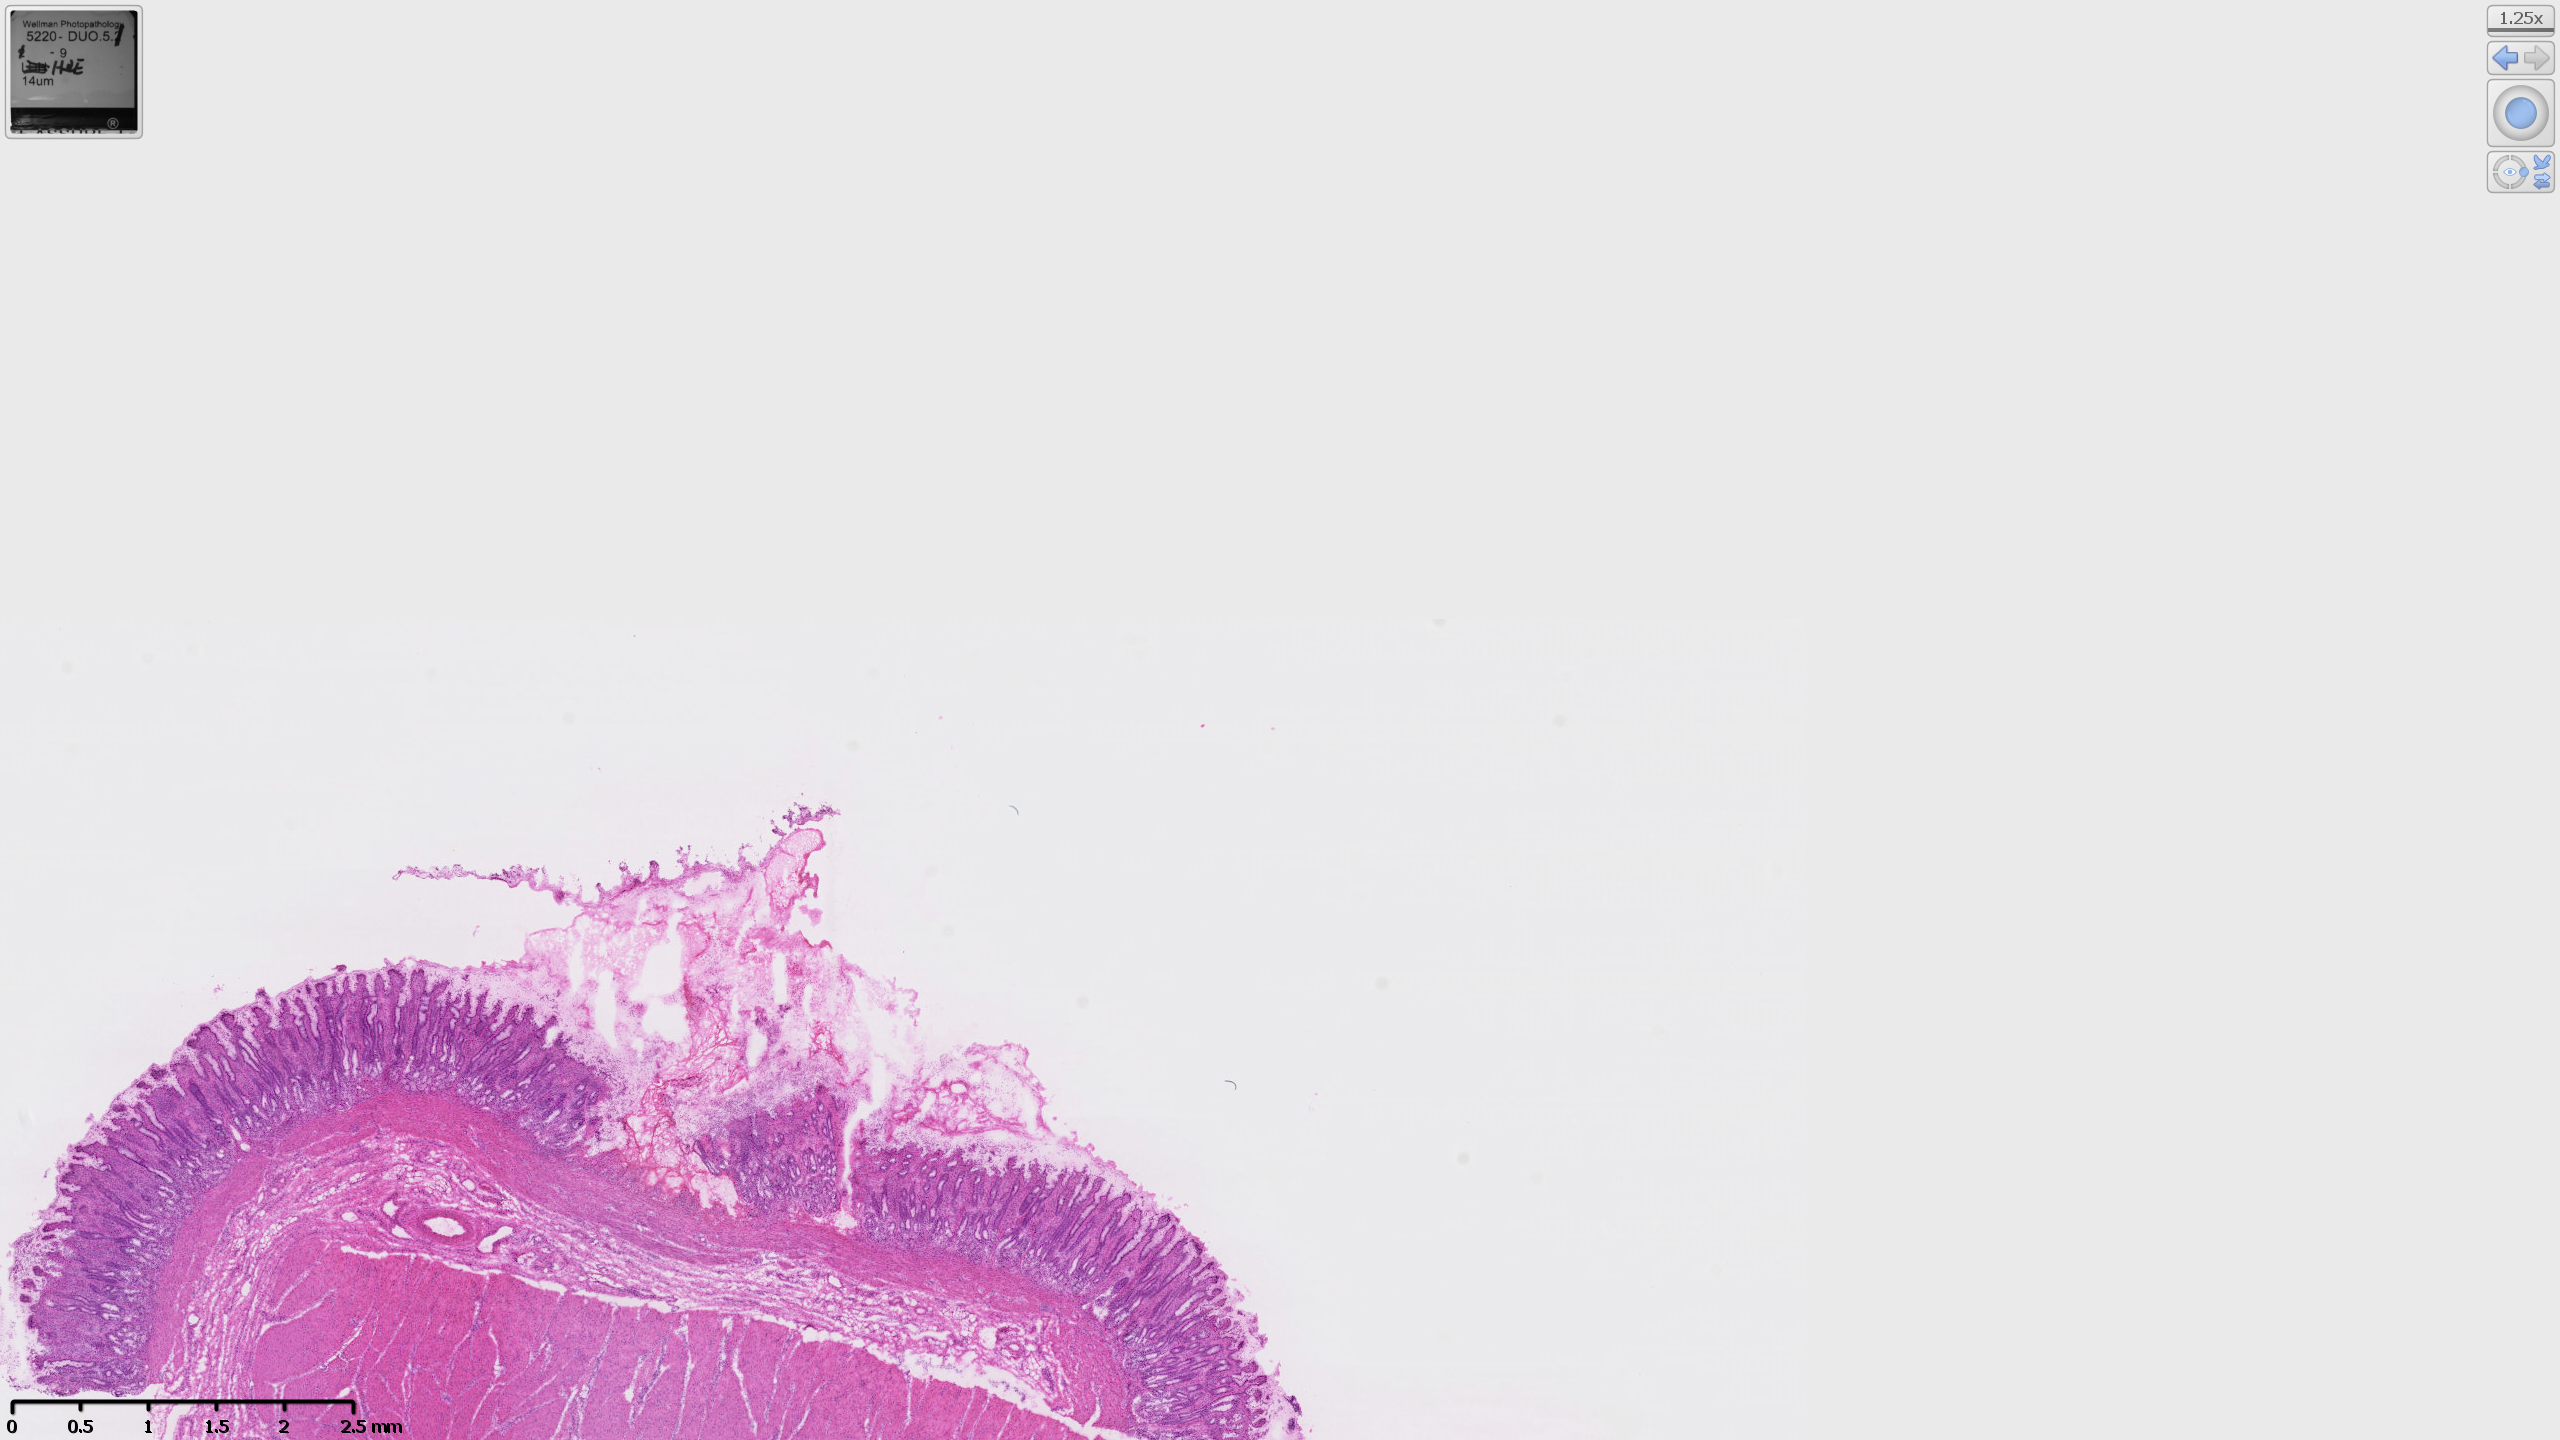 Wellman Photopathology
5220- DUO.5.
- 9
H&E
14um
®
1.25x
0 0.5 1 1.5 2 2.5 mm